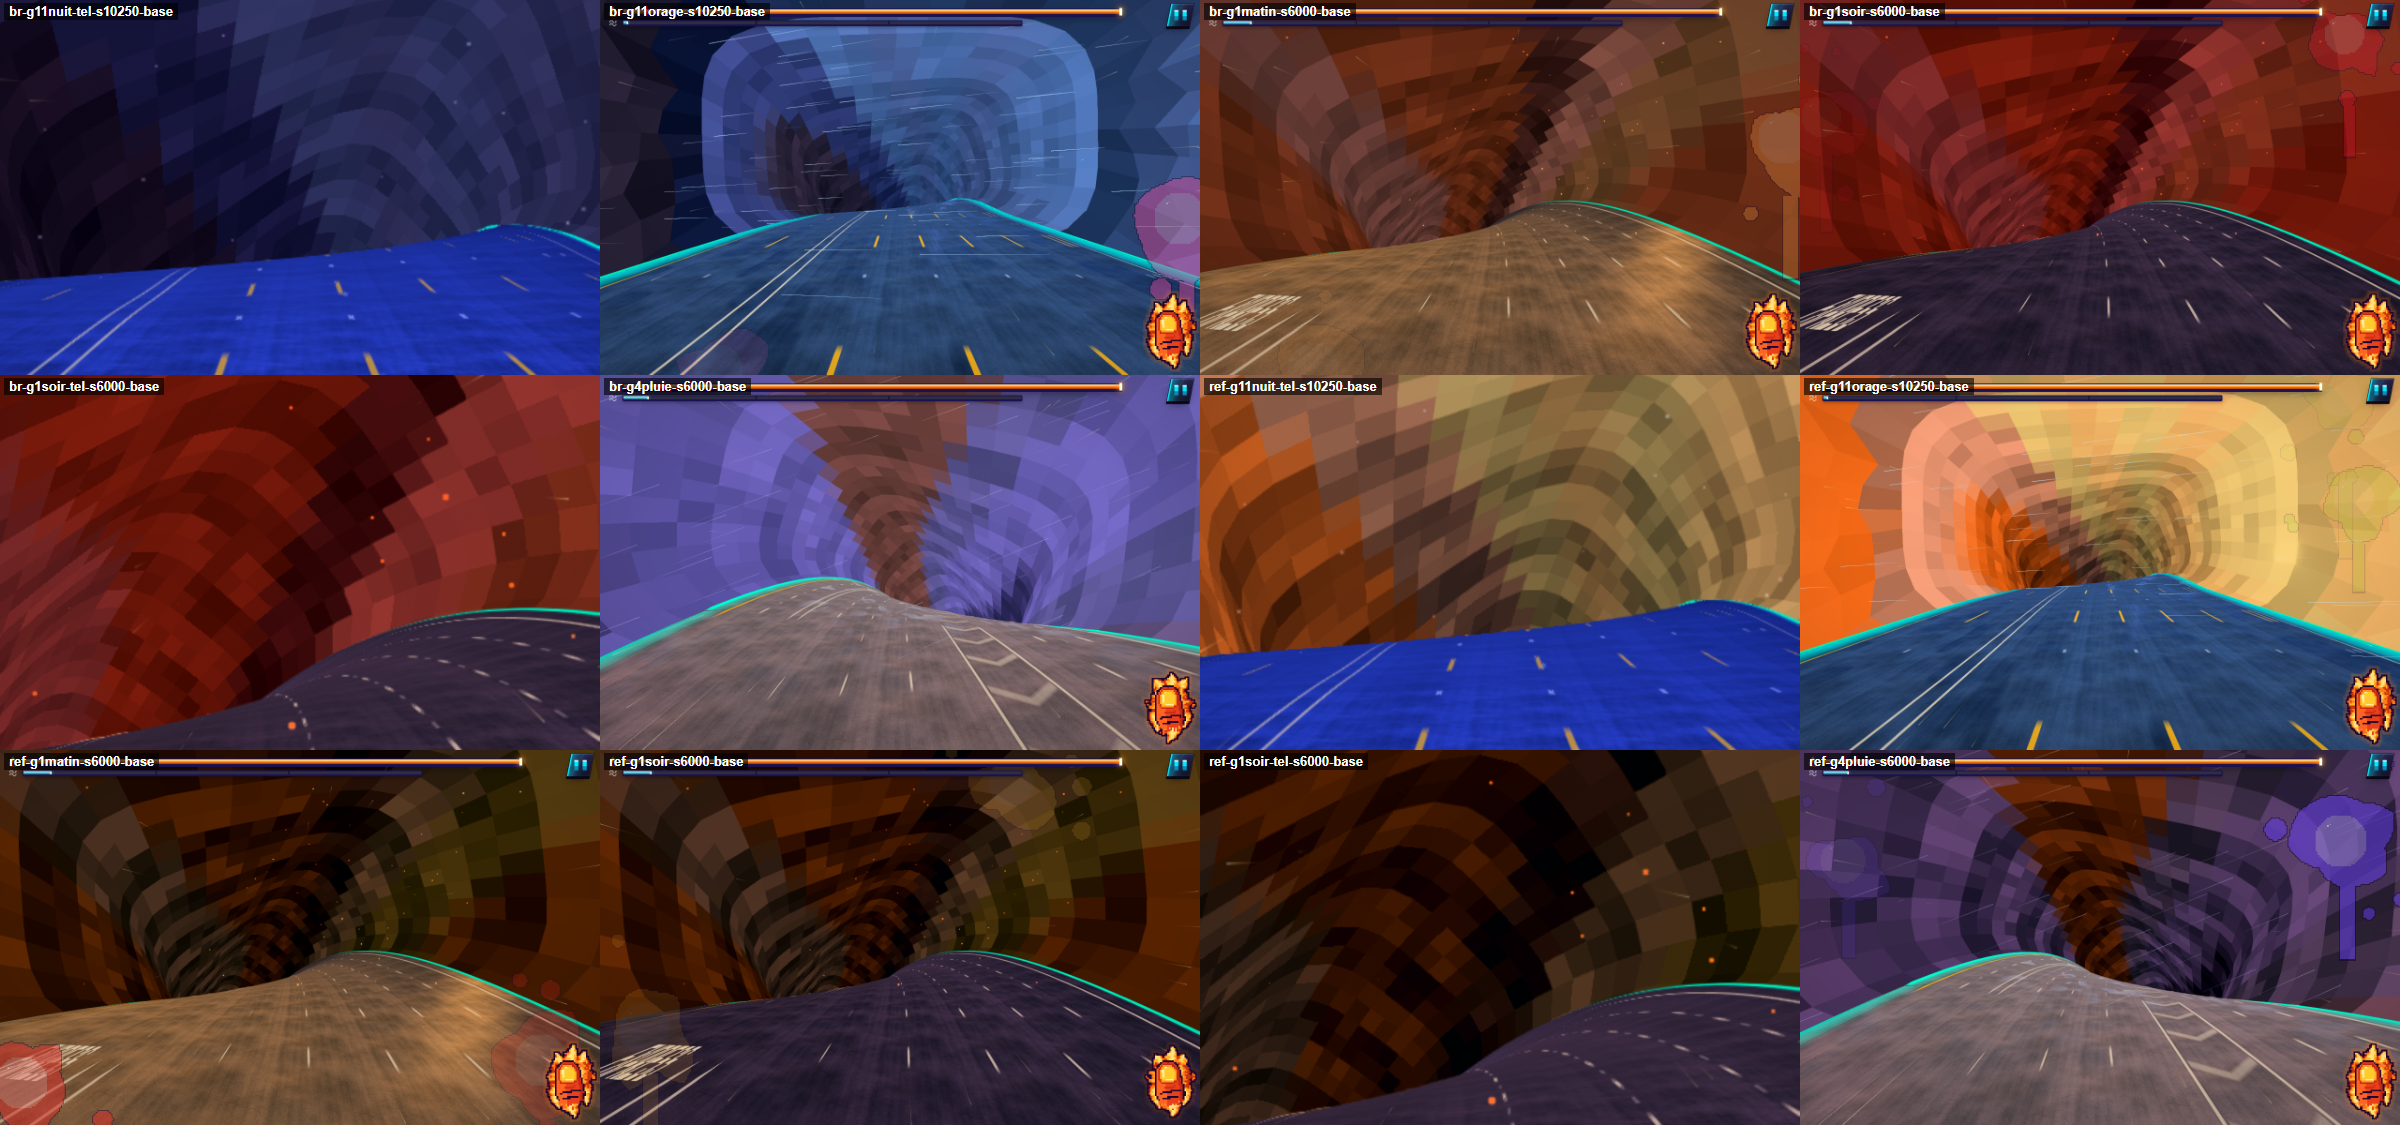 br-g11nuit-tel-s10250-base
br-g11orage-s10250-base
br-g1matin-s6000-base
br-g1soir-s6000-base
br-g1soir-tel-s6000-base
br-g4pluie-s6000-base
ref-g11nuit-tel-s10250-base
ref-g11orage-s10250-base
ref-g1matin-s6000-base
ref-g1soir-s6000-base
ref-g1soir-tel-s6000-base
ref-g4pluie-s6000-base